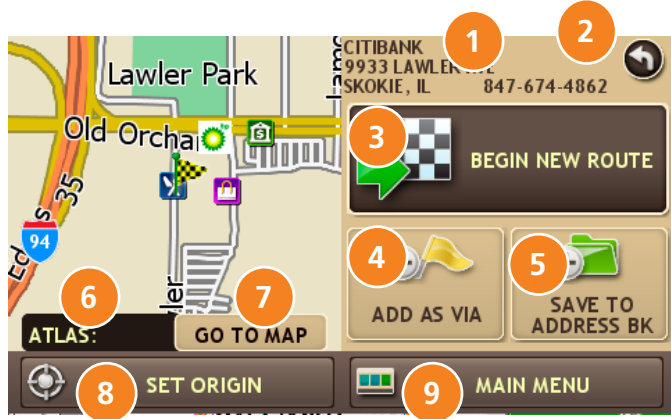 1
2
CITIBANK
9933 LAWLER
SKOKIE, IL 847-674-4862
Lawler Park
Old Orcha
3
BEGIN NEW ROUTE
35
94
4
5
ADD AS VIA
SAVE TO
ADDRESS BK
6
7
ATLAS:
GO TO MAP
8
SET ORIGIN
9
MAIN MENU